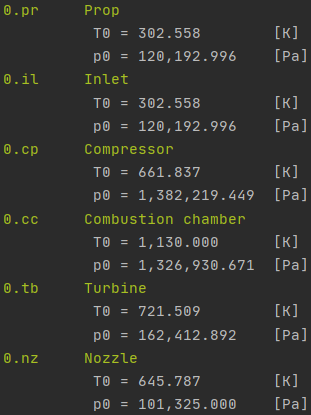 0.pr Prop
T0 = 302.558 [K]
p0 = 120,192.996 [Pa]
0.il Inlet
T0 = 302.558 [K]
p0 = 120,192.996 [Pa]
0.cp Compressor
T0 = 661.837 [K]
p0 = 1,382,219.449 [Pa]
0.cc Combustion chamber
T0 = 1,130.000 [K]
p0 = 1,326,930.671 [Pa]
0.tb Turbine
T0 = 721.509 [K]
p0 = 162,412.892 [Pa]
0.nz Nozzle
T0 = 645.787 [K]
p0 = 101,325.000 [Pa]